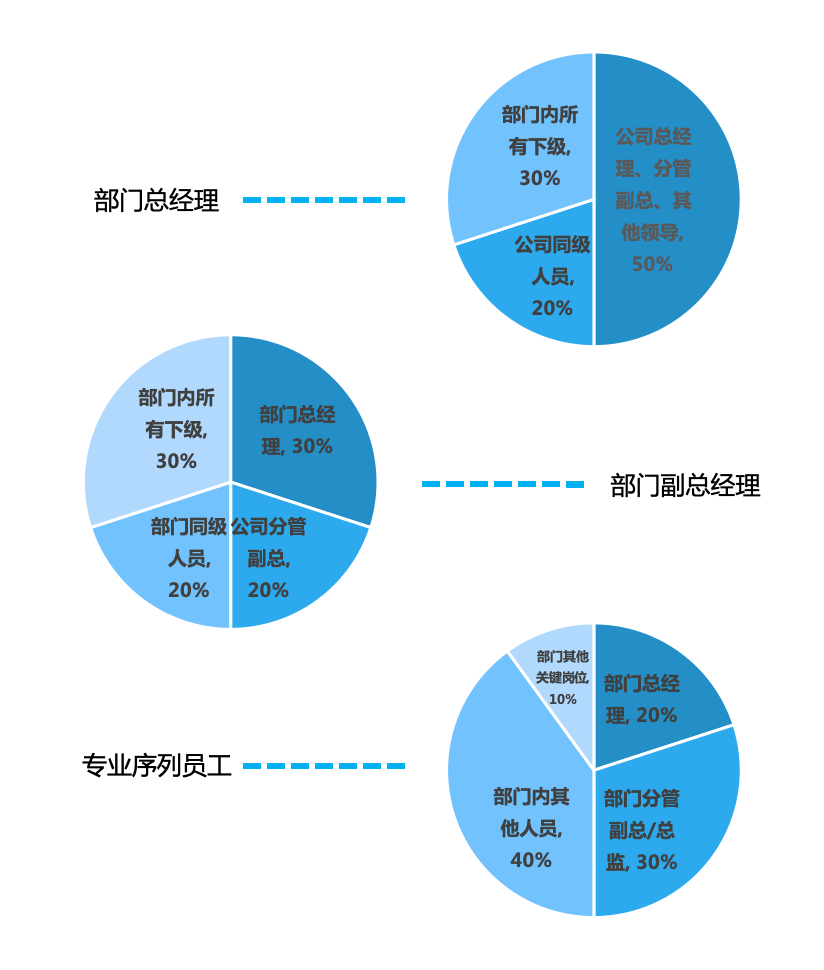 部门总经理
部门内所
有下级,
30%
公司总经
理、分管
副总、其
他领导,
50%
公司同级
人员,
20%
部门内所
有下级,
30%
部门总经
理, 30%
部门同级
人员,
20%
公司分管
副总,
20%
部门副总经理
专业序列员工
部门其他
关键岗位,
10%
部门总经
理, 20%
部门内其
他人员,
40%
部门分管
副总/总
监, 30%